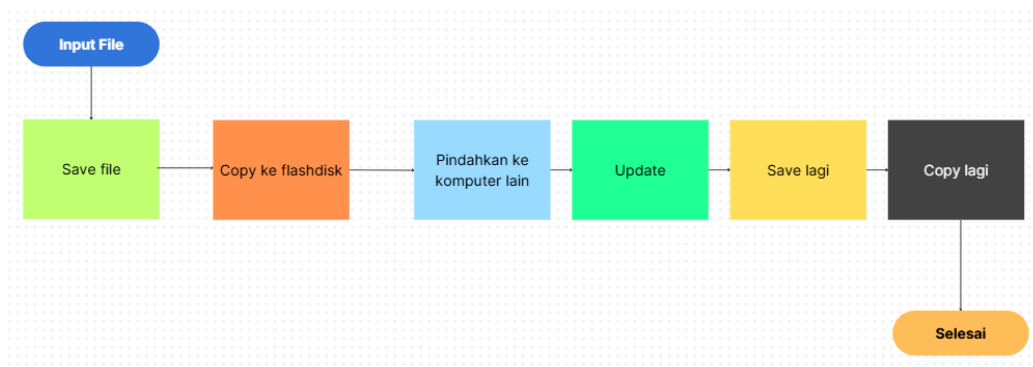 Input File
Save file
Copy ke flashdisk
Pindahkan ke
komputer lain
Update
Save lagi
Copy lagi
Selesai